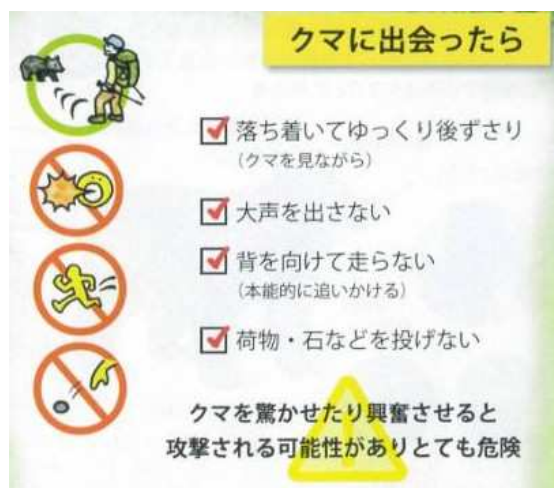 クマに出会ったら
落ち着いてゆっくり後ずさり
(クマを見ながら)
大声を出さない
背を向けて走らない
(本能的に追いかける)
荷物・石などを投げない
クマを驚かせたり興奮させると
攻撃される可能性がありとても危険